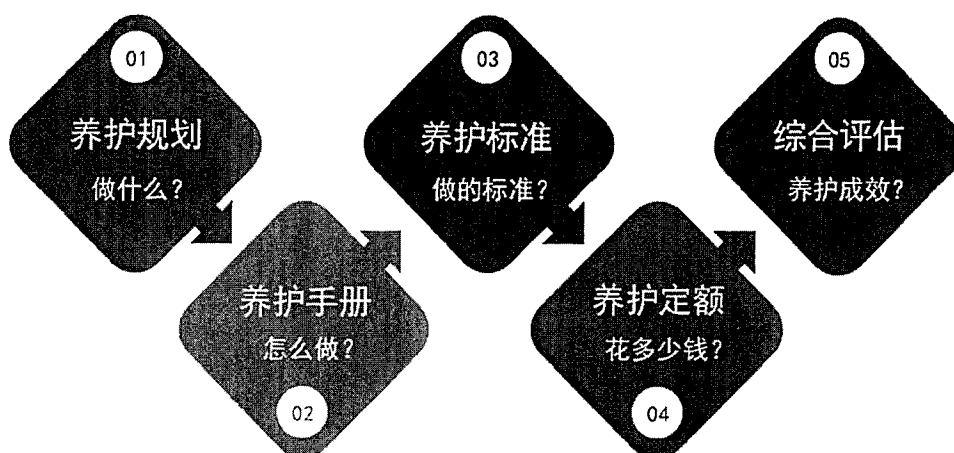 01
养护规划
做什么？
02
养护手册
怎么做？
03
养护标准
做的标准？
04
养护定额
花多少钱？
05
综合评估
养护成效？